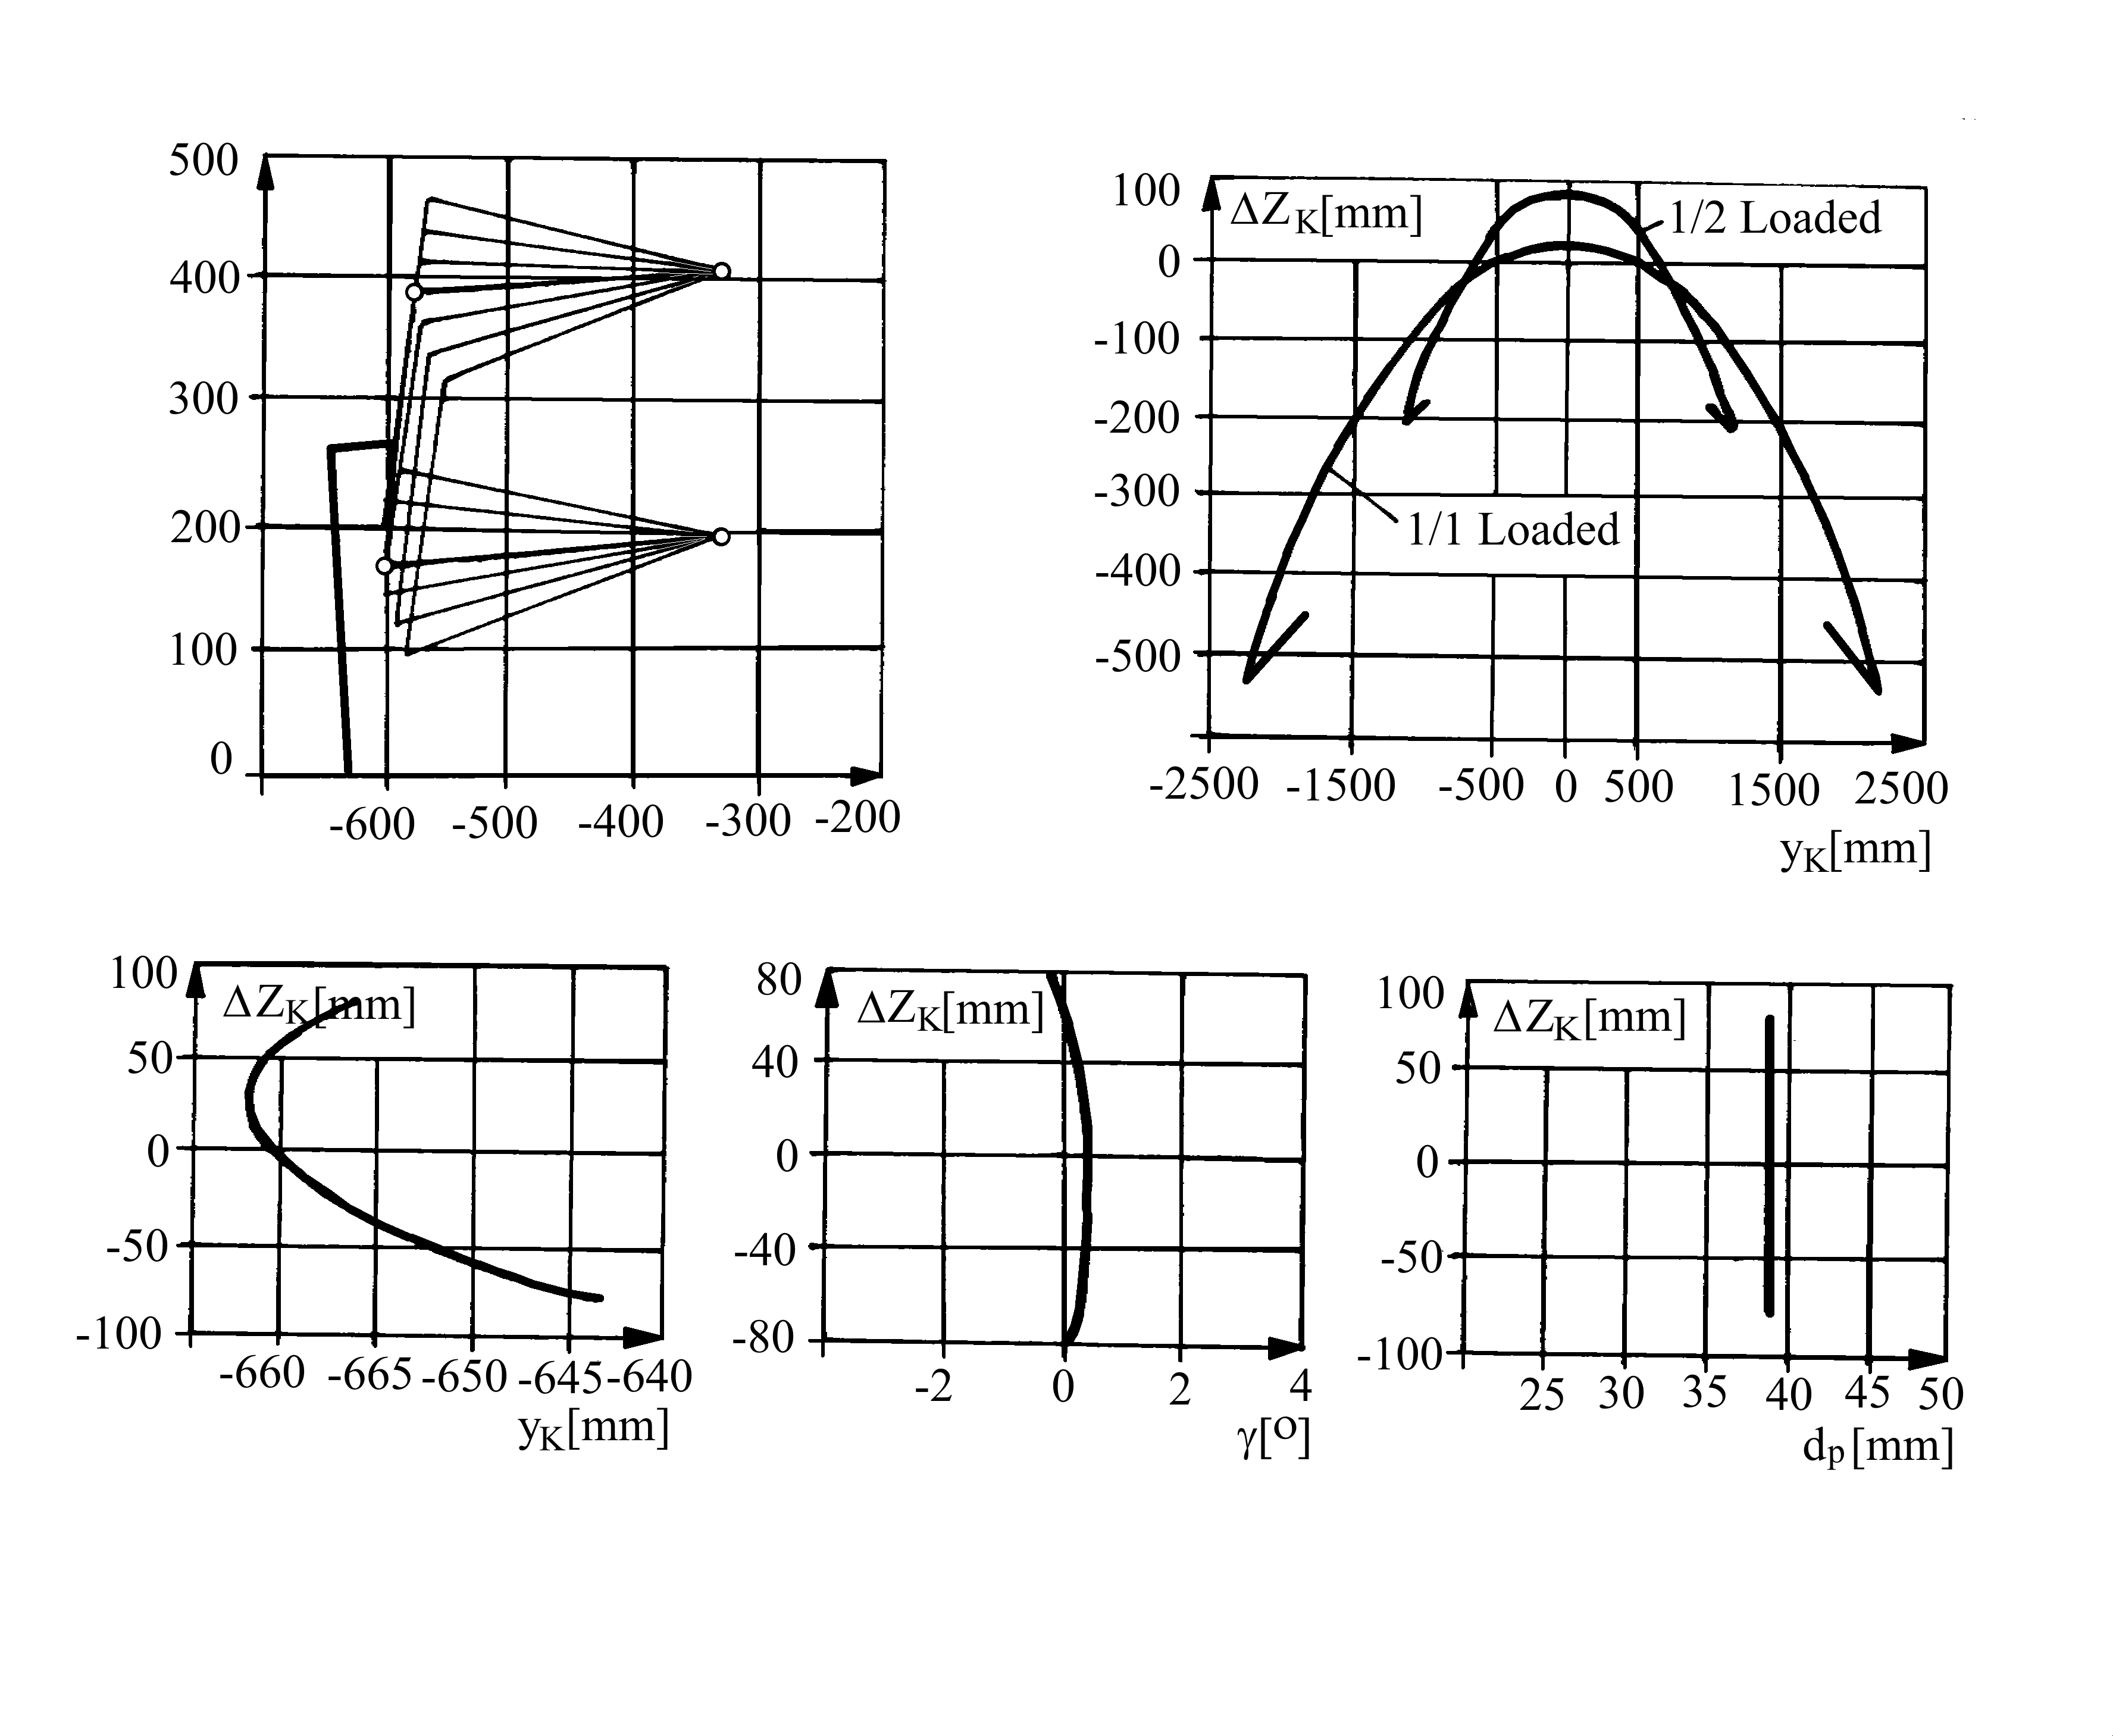 500
400
300
200
100
0
-600 -500 -400 -300 -200
100
0
-100
-200
-300
-400
-500
ΔZK[mm]
1/2 Loaded
1/1 Loaded
-2500 -1500 -500 0 500 1500 2500
yK[mm]
100
50
0
-50
-100
ΔZK[mm]
-660 -665 -650 -645 -640
yK[mm]
80
40
0
-40
-80
ΔZK[mm]
-2 0 2 4
γ[º]
100
50
0
-50
-100
ΔZK[mm]
25 30 35 40 45 50
dp[mm]